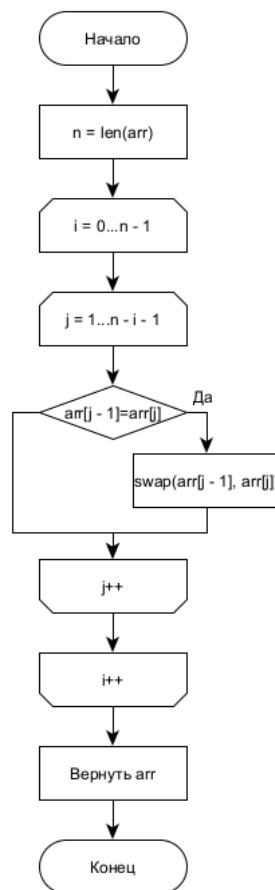 Начало
n = len(arr)
i = 0...n - 1
j = 1...n - i - 1
arr[j - 1]=arr[j]
Да
swap(arr[j - 1], arr[j])
j++
i++
Вернуть arr
Конец